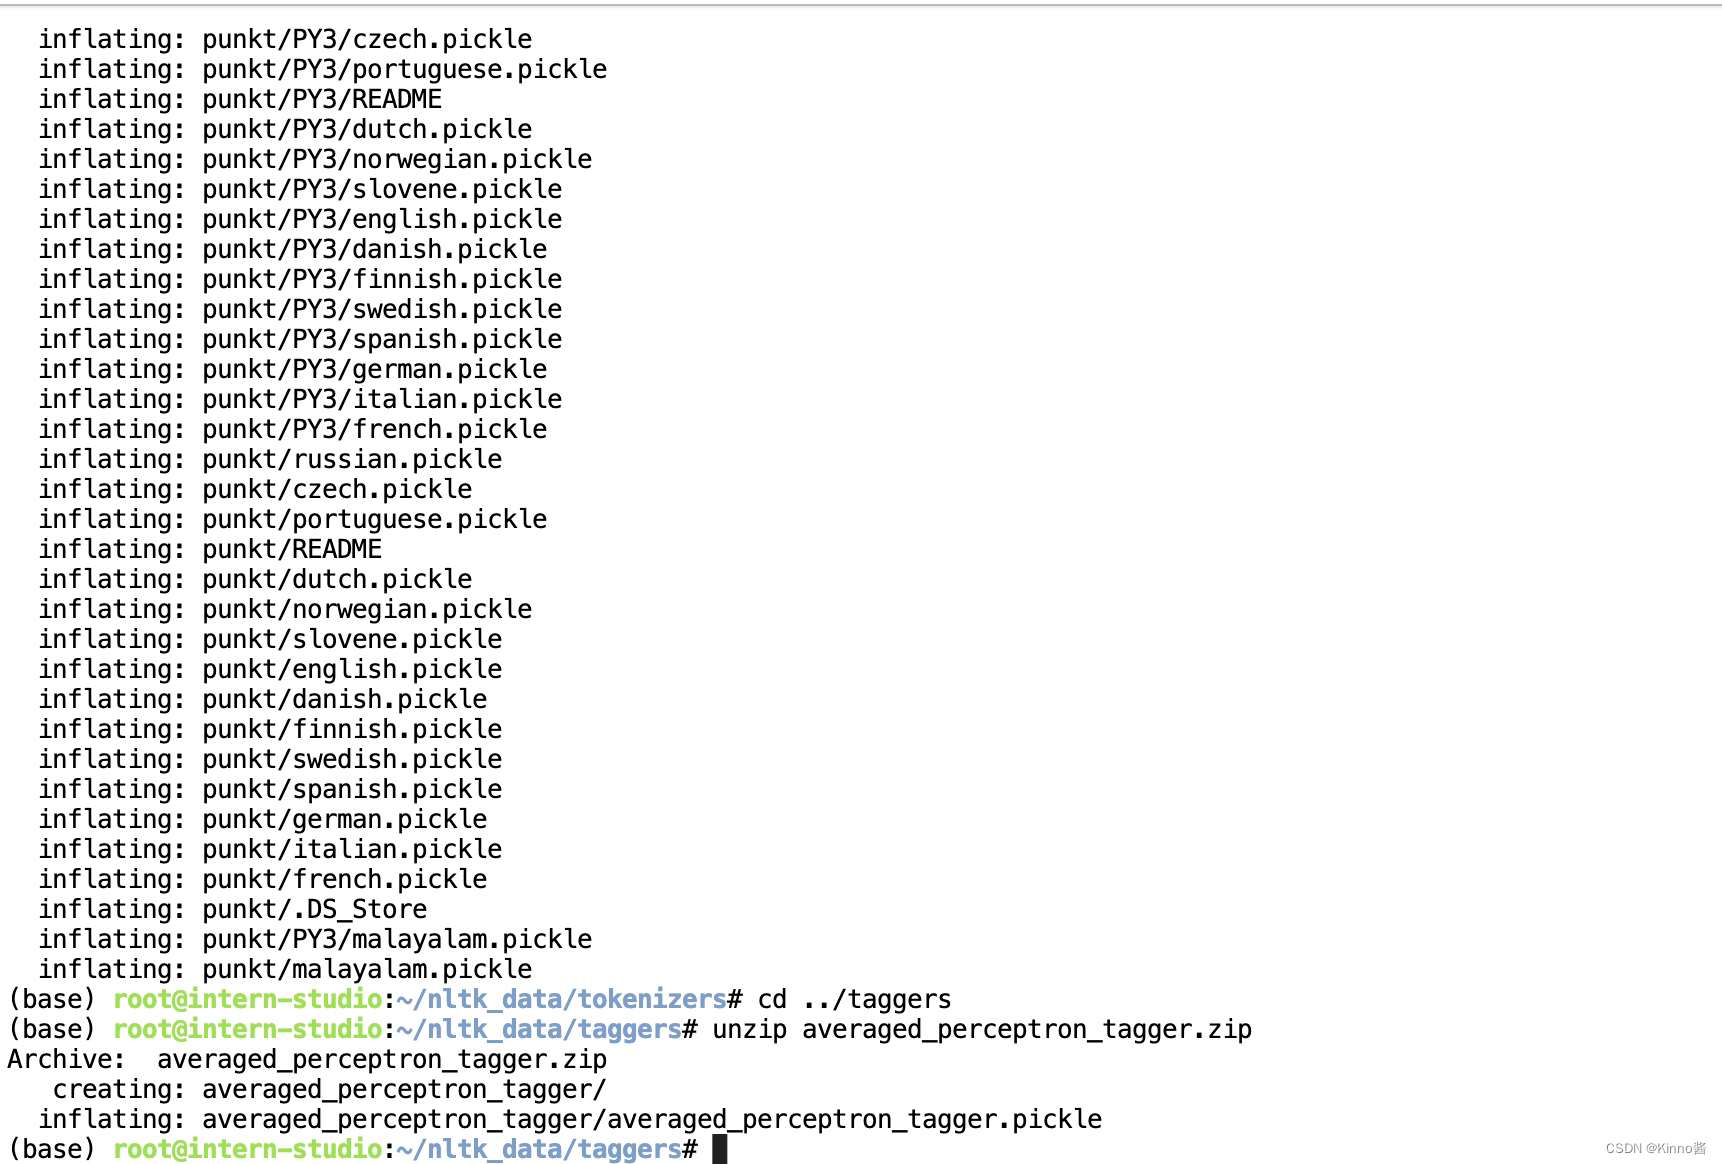 inflating: punkt/PY3/czech.pickle
inflating: punkt/PY3/portuguese.pickle
inflating: punkt/PY3/README
inflating: punkt/PY3/dutch.pickle
inflating: punkt/PY3/norwegian.pickle
inflating: punkt/PY3/slovene.pickle
inflating: punkt/PY3/english.pickle
inflating: punkt/PY3/danish.pickle
inflating: punkt/PY3/finnish.pickle
inflating: punkt/PY3/swedish.pickle
inflating: punkt/PY3/spanish.pickle
inflating: punkt/PY3/german.pickle
inflating: punkt/PY3/italian.pickle
inflating: punkt/PY3/french.pickle
inflating: punkt/russian.pickle
inflating: punkt/czech.pickle
inflating: punkt/portuguese.pickle
inflating: punkt/README
inflating: punkt/dutch.pickle
inflating: punkt/norwegian.pickle
inflating: punkt/slovene.pickle
inflating: punkt/english.pickle
inflating: punkt/danish.pickle
inflating: punkt/finnish.pickle
inflating: punkt/swedish.pickle
inflating: punkt/spanish.pickle
inflating: punkt/german.pickle
inflating: punkt/italian.pickle
inflating: punkt/french.pickle
inflating: punkt/.DS_Store
inflating: punkt/PY3/malayalam.pickle
inflating: punkt/malayalam.pickle
(base) root@intern-studio:~/nltk_data/tokenizers# cd ../taggers
(base) root@intern-studio:~/nltk_data/taggers# unzip averaged_perceptron_tagger.zip
Archive:  averaged_perceptron_tagger.zip
creating: averaged_perceptron_tagger/
inflating: averaged_perceptron_tagger/averaged_perceptron_tagger.pickle
(base) root@intern-studio:~/nltk_data/taggers#
CSDN @Kinno酱